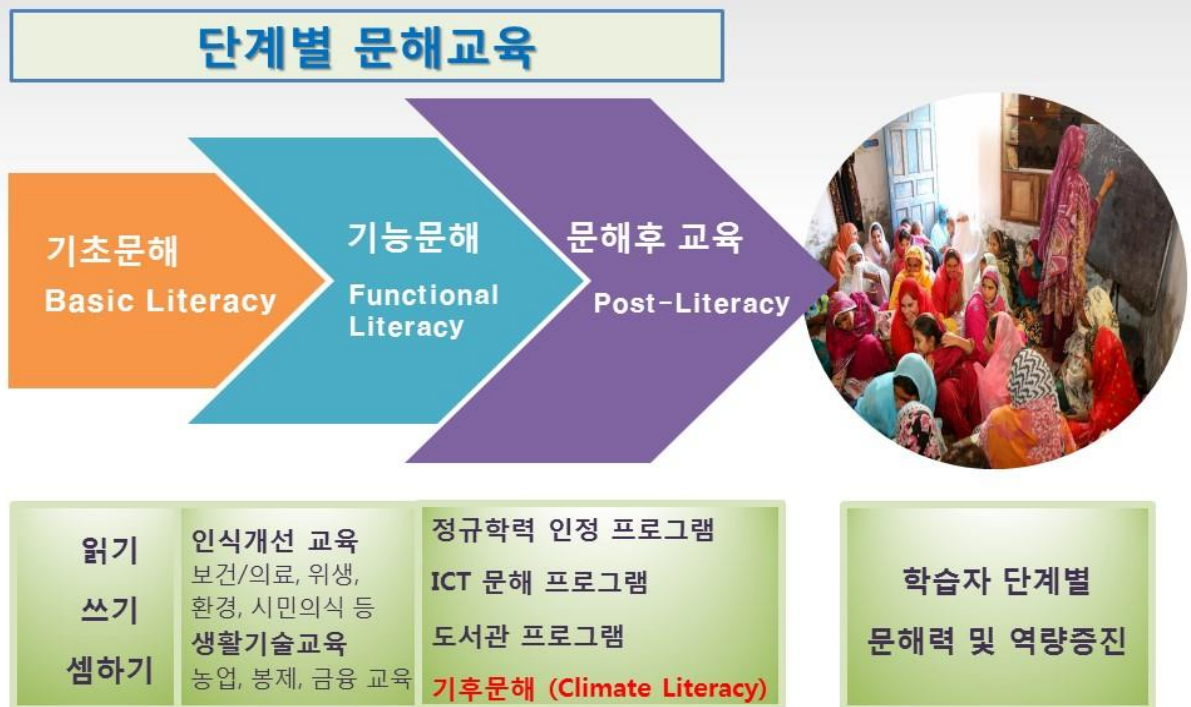 단계별 문해교육
기초문해
Basic Literacy
기능문해
Functional
Literacy
문해후 교육
Post-Literacy
읽기
쓰기
셈하기
인식개선 교육
보건/의료, 위생,
환경, 시민의식 등
생활기술교육
농업, 봉제, 금융 교육
정규학력 인정 프로그램
ICT 문해 프로그램
도서관 프로그램
기후문해 (Climate Literacy)
학습자 단계별
문해력 및 역량증진